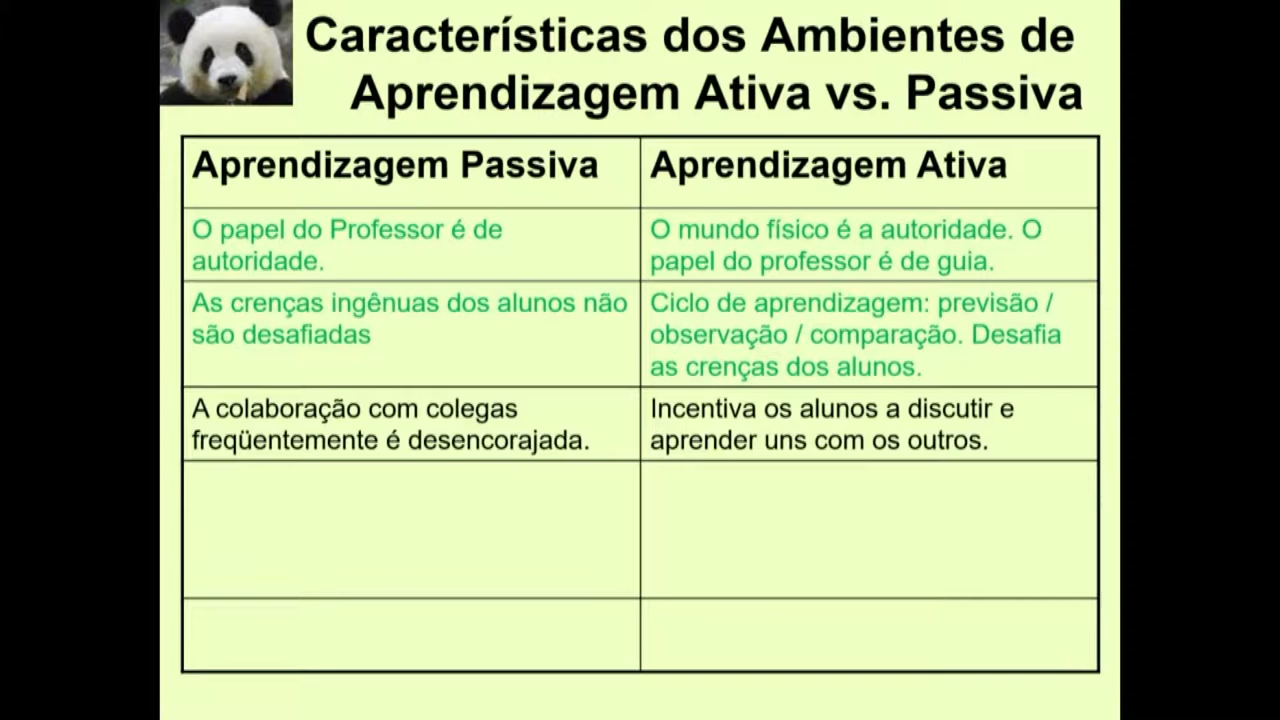 Características dos Ambientes de
Aprendizagem Ativa vs. Passiva
Aprendizagem Passiva
Aprendizagem Ativa
O papel do Professor é de
autoridade.
O mundo físico é a autoridade. O
papel do professor é de guia.
As crenças ingênuas dos alunos não
são desafiadas
Ciclo de aprendizagem: previsão /
observação / comparação. Desafia
as crenças dos alunos.
A colaboração com colegas
freqüentemente é desencorajada.
Incentiva os alunos a discutir e
aprender uns com os outros.